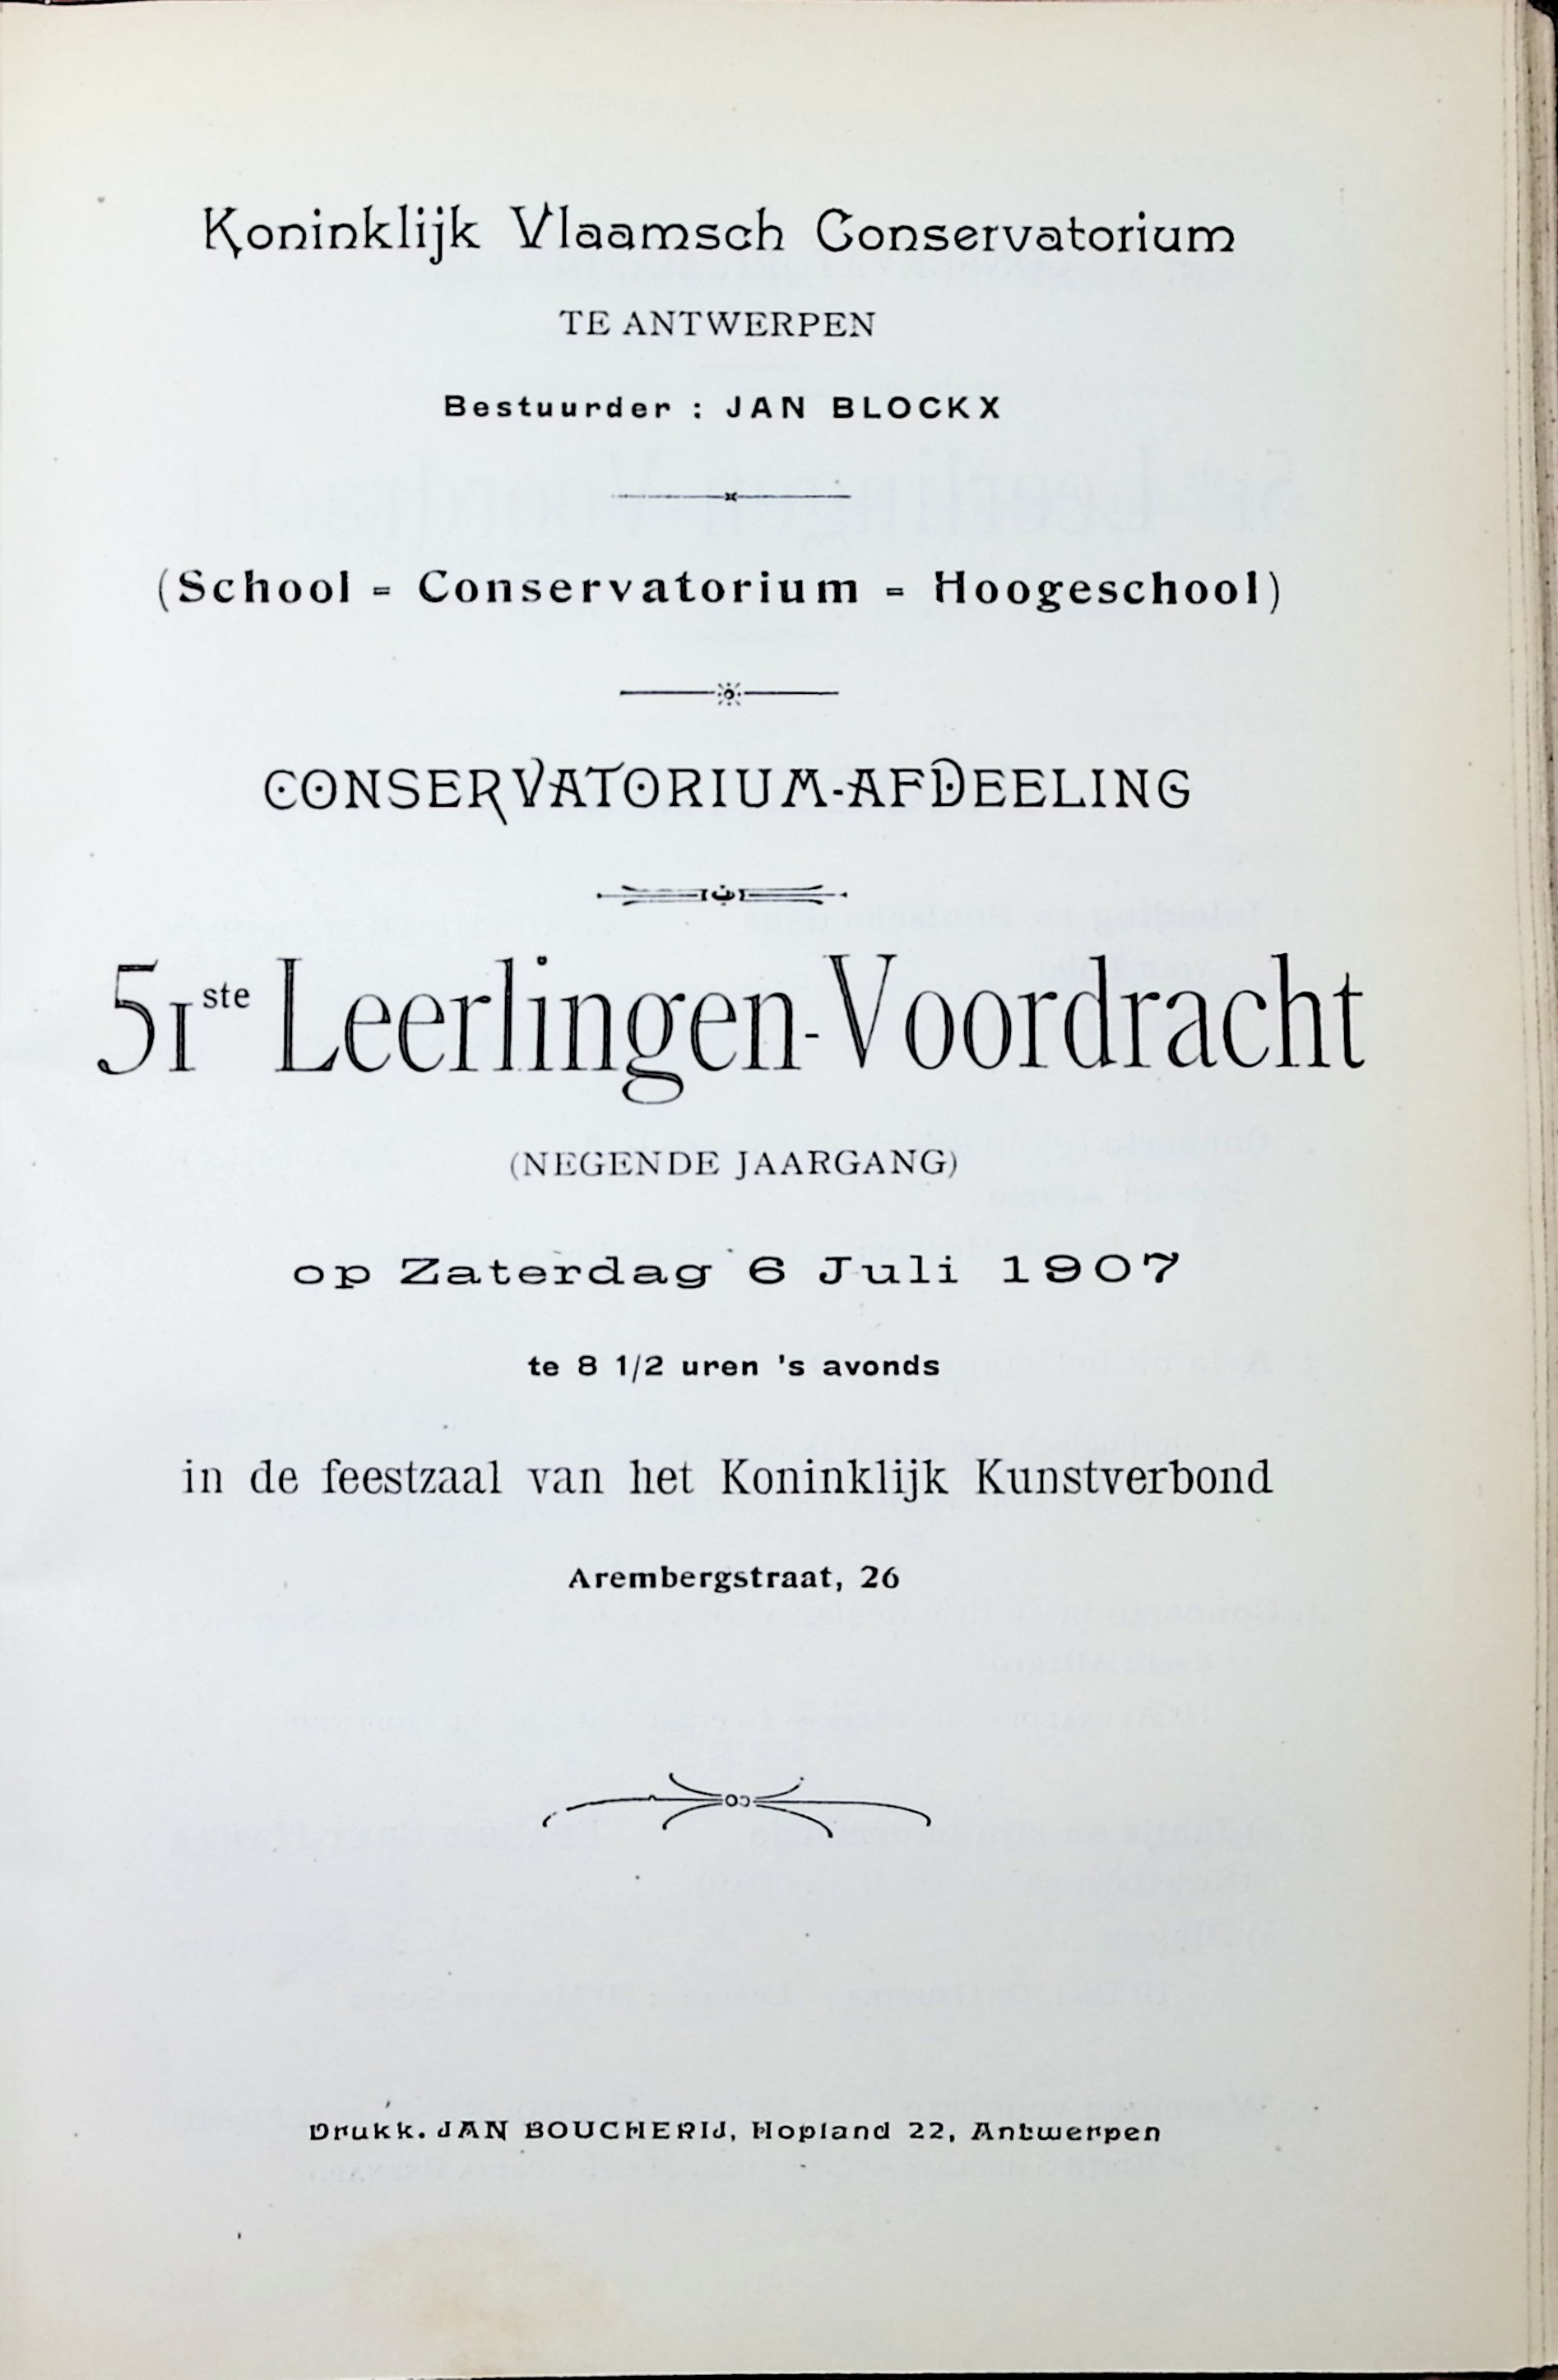 Koninklijk Vlaamsch Conservatorium
TE ANTWERPEN
Bestuurder : JAN BLOCKX
(School = Conservatorium = Hoogeschool)
CONSERVATORIUM-AFDEELING
51ste Leerlingen-Voordracht
(NEGENDE JAARGANG)
op Zaterdag 6 Juli 1907
te 8 1/2 uren 's avonds
in de feestzaal van het Koninklijk Kunstverbond
Arembergstraat, 26
Drukk. JAN BOUCHERIJ, Hopland 22, Antwerpen